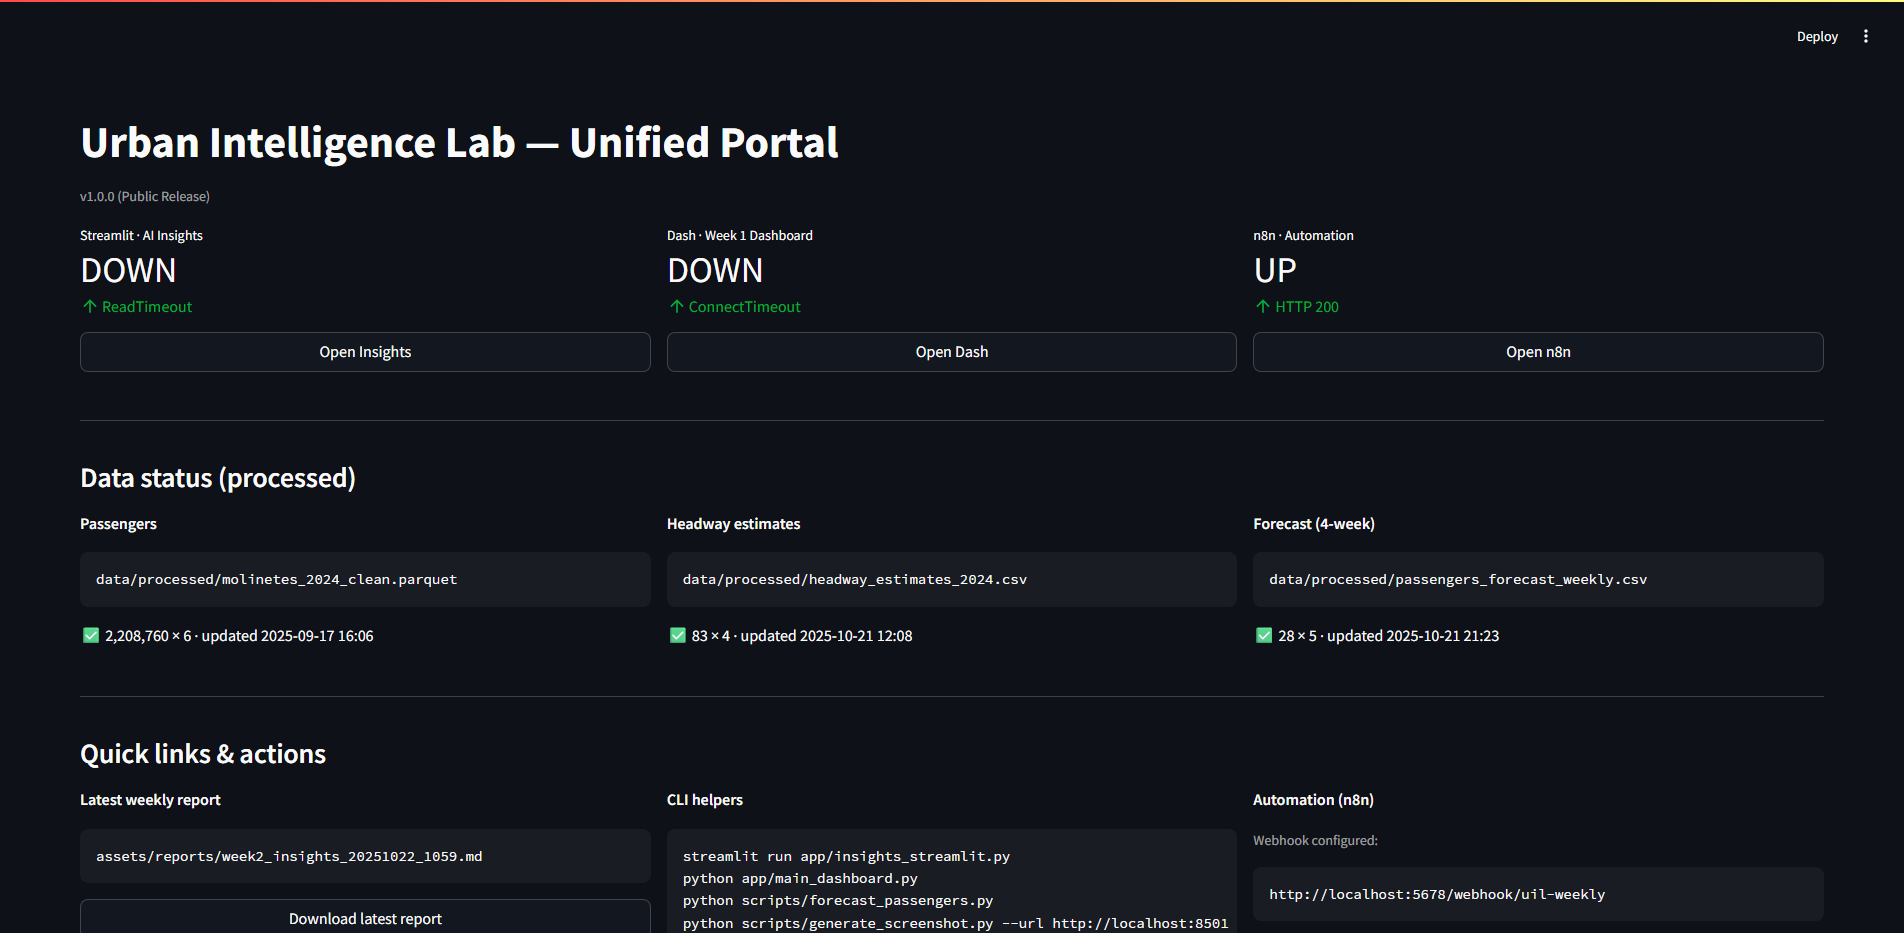 Deploy
Urban Intelligence Lab — Unified Portal
v1.0.0 (Public Release)
Streamlit · AI Insights
DOWN
↑ ReadTimeout
Open Insights
Dash · Week 1 Dashboard
DOWN
↑ ConnectTimeout
Open Dash
n8n · Automation
UP
↑ HTTP 200
Open n8n
Data status (processed)
Passengers
data/processed/molinetes_2024_clean.parquet
✅ 2,208,760 × 6 · updated 2025-09-17 16:06
Headway estimates
data/processed/headway_estimates_2024.csv
✅ 83 × 4 · updated 2025-10-21 12:08
Forecast (4-week)
data/processed/passengers_forecast_weekly.csv
✅ 28 × 5 · updated 2025-10-21 21:23
Quick links & actions
Latest weekly report
assets/reports/week2_insights_20251022_1059.md
Download latest report
CLI helpers
streamlit run app/insights_streamlit.py
python app/main_dashboard.py
python scripts/forecast_passengers.py
python scripts/generate_screenshot.py --url http://localhost:8501
Automation (n8n)
Webhook configured:
http://localhost:5678/webhook/uil-weekly